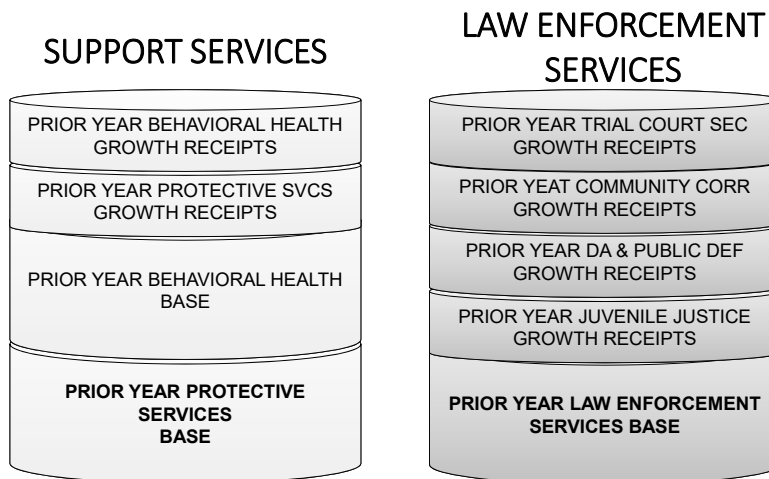 SUPPORT SERVICES
PRIOR YEAR BEHAVIORAL HEALTH
GROWTH RECEIPTS
PRIOR YEAR PROTECTIVE SVCS
GROWTH RECEIPTS
PRIOR YEAR BEHAVIORAL HEALTH
BASE
PRIOR YEAR PROTECTIVE
SERVICES
BASE
LAW ENFORCEMENT
SERVICES
PRIOR YEAR TRIAL COURT SEC
GROWTH RECEIPTS
PRIOR YEAT COMMUNITY CORR
GROWTH RECEIPTS
PRIOR YEAR DA & PUBLIC DEF
GROWTH RECEIPTS
PRIOR YEAR JUVENILE JUSTICE
GROWTH RECEIPTS
PRIOR YEAR LAW ENFORCEMENT
SERVICES BASE